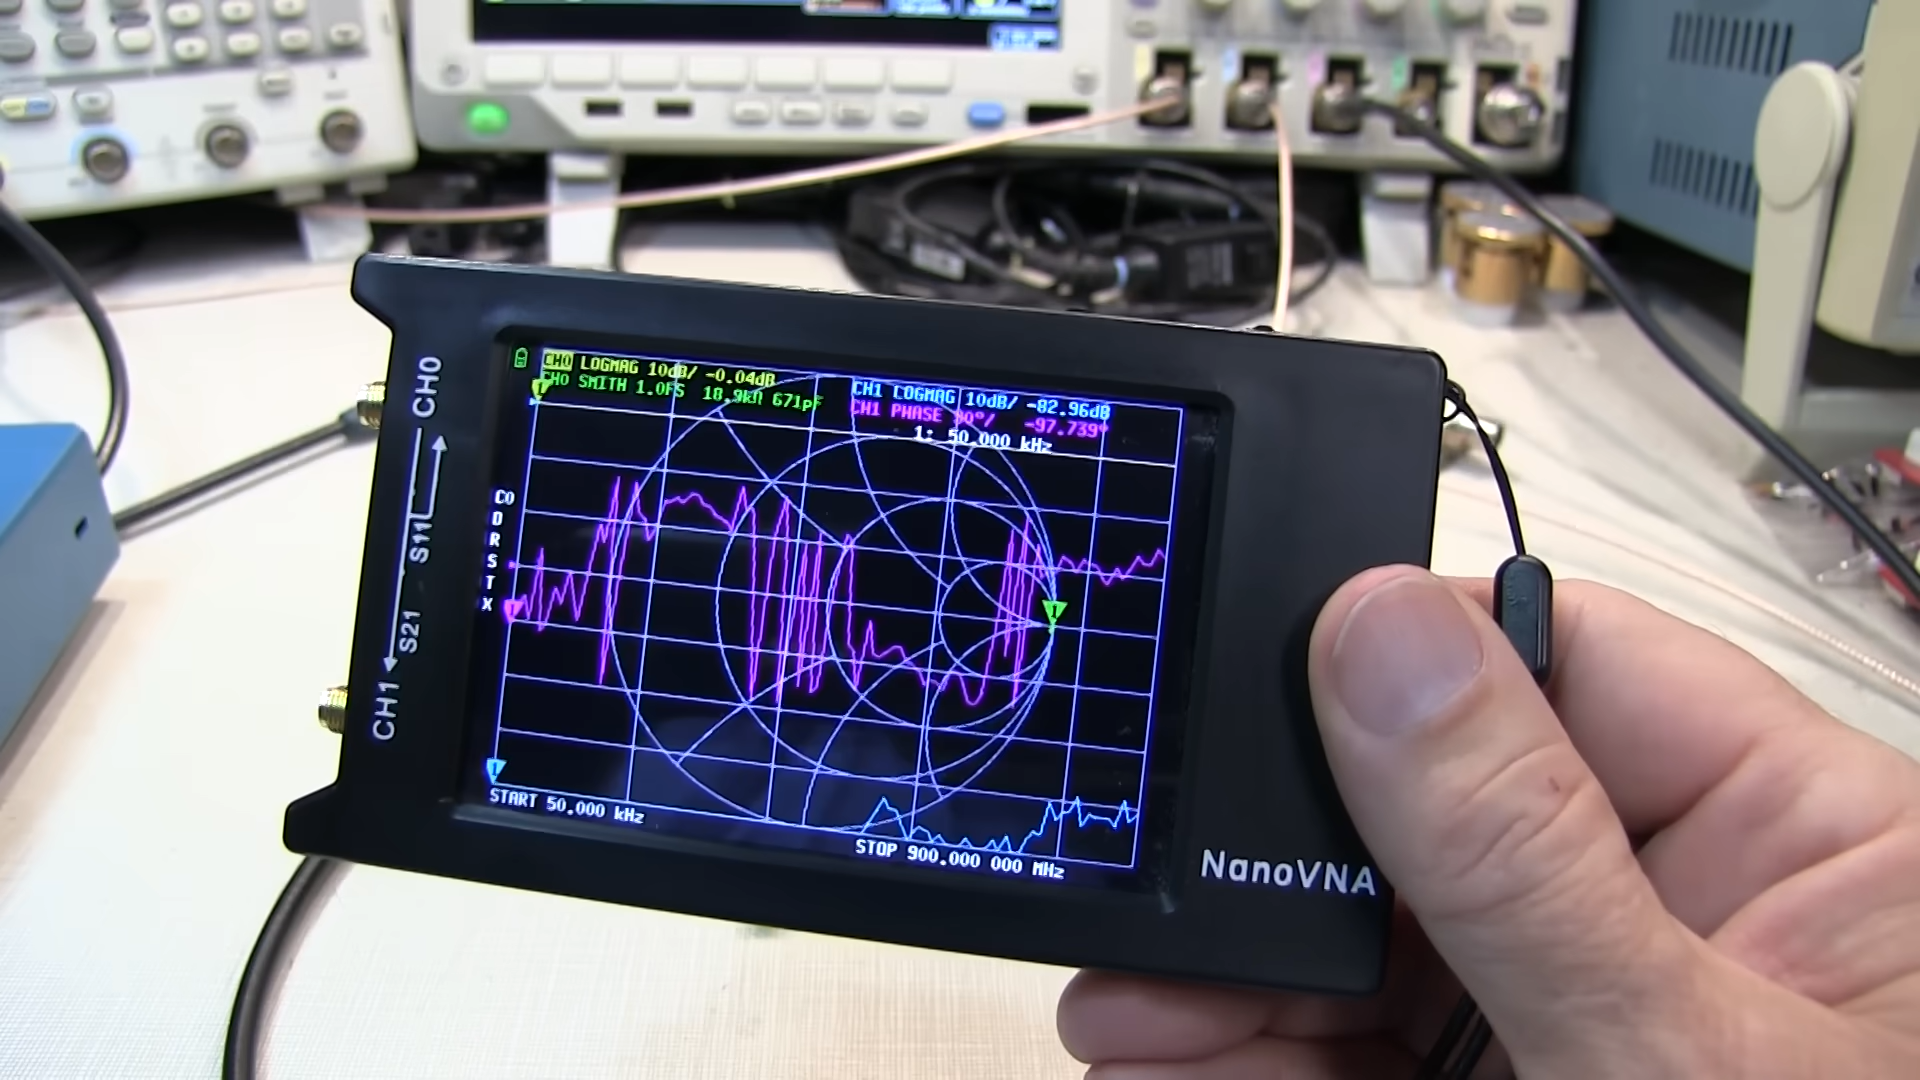 CH0 LOGMAG 10dB/ -0.04dB
CH0 SMITH 1.0FS 18.9kΩ 671pF
CH1 LOGMAG 10dB/ -82.96dB
CH1 PHASE 90°/ -97.739°
1: 50.000 kHz
C0
D
R
S
T
X
START 50.000 kHz
STOP 900.000 000 MHz
CH0
S11
S21
CH1
NanoVNA